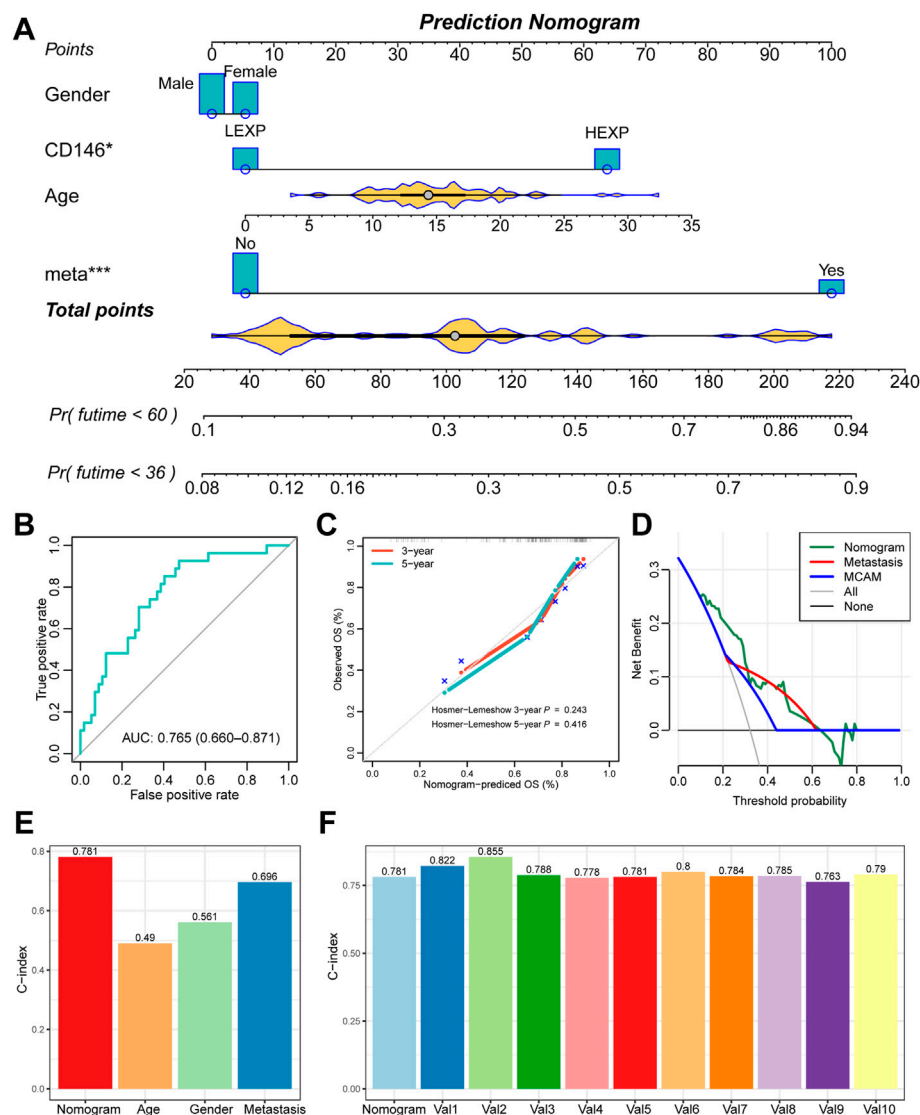 A
Prediction Nomogram
Points
0 10 20 30 40 50 60 70 80 90 100
Gender
Male
Female
CD146*
LEXP
HEXP
Age
0 5 10 15 20 25 30 35
meta***
No
Yes
Total points
20 40 60 80 100 120 140 160 180 200 220 240
Pr( futime < 60 )
0.1 0.3 0.5 0.7 0.86 0.94
Pr( futime < 36 )
0.08 0.12 0.16 0.3 0.5 0.7 0.9
B
True positive rate
1.0
0.8
0.6
0.4
0.2
0.0
AUC: 0.765 (0.660–0.871)
0.0 0.2 0.4 0.6 0.8 1.0
False positive rate
C
Observed OS (%)
1.0
0.8
0.6
0.4
0.2
0.0
3−year
5−year
Hosmer−Lemeshow 3−year P = 0.243
Hosmer−Lemeshow 5−year P = 0.416
0.0 0.2 0.4 0.6 0.8 1.0
Nomogram−prediced OS (%)
D
Net Benefit
0.3
0.2
0.1
0.0
Nomogram
Metastasis
MCAM
All
None
0.0 0.2 0.4 0.6 0.8 1.0
Threshold probability
E
C−index
0.8
0.6
0.4
0.2
0.0
0.781
0.49
0.561
0.696
Nomogram Age Gender Metastasis
F
C−index
0.75
0.50
0.25
0.00
0.781 0.822 0.855 0.788 0.778 0.781 0.8 0.784 0.785 0.763 0.79
Nomogram Val1 Val2 Val3 Val4 Val5 Val6 Val7 Val8 Val9 Val10